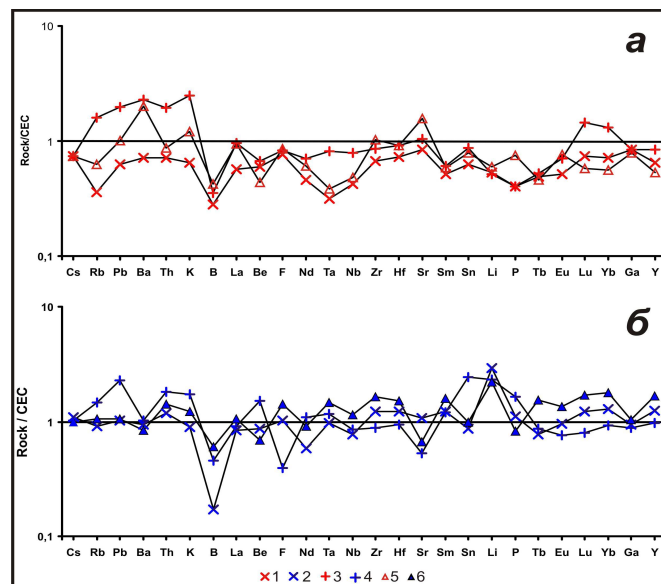 а
10
1
0,1
Rock/CEC
Cs Rb Pb Ba Th K B La Be F Nd Ta Nb Zr Hf Sr Sm Sn Li P Tb Eu Lu Yb Ga Y
б
10
1
0,1
Rock / CEC
Cs Rb Pb Ba Th K B La Be F Nd Ta Nb Zr Hf Sr Sm Sn Li P Tb Eu Lu Yb Ga Y
1 2 3 4 5 6